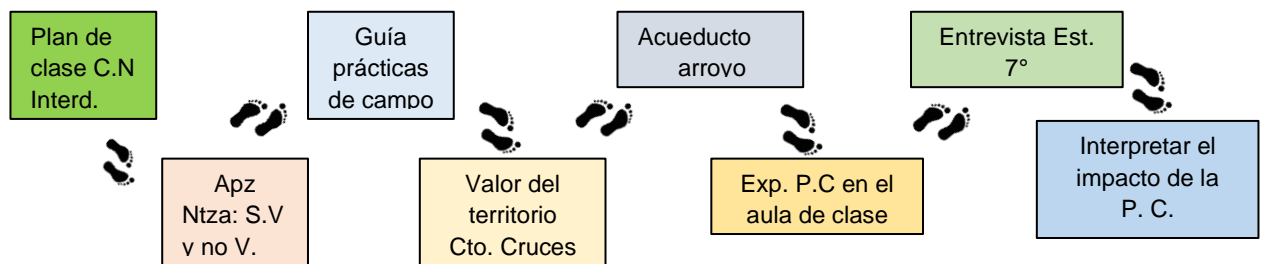 Plan de
clase C.N
Interd.
Apz
Ntza: S.V
y no V.
Guía
prácticas
de campo
Valor del
territorio
Cto. Cruces
Acueducto
arroyo
Exp. P.C en el
aula de clase
Entrevista Est.
7°
Interpretar el
impacto de la
P. C.